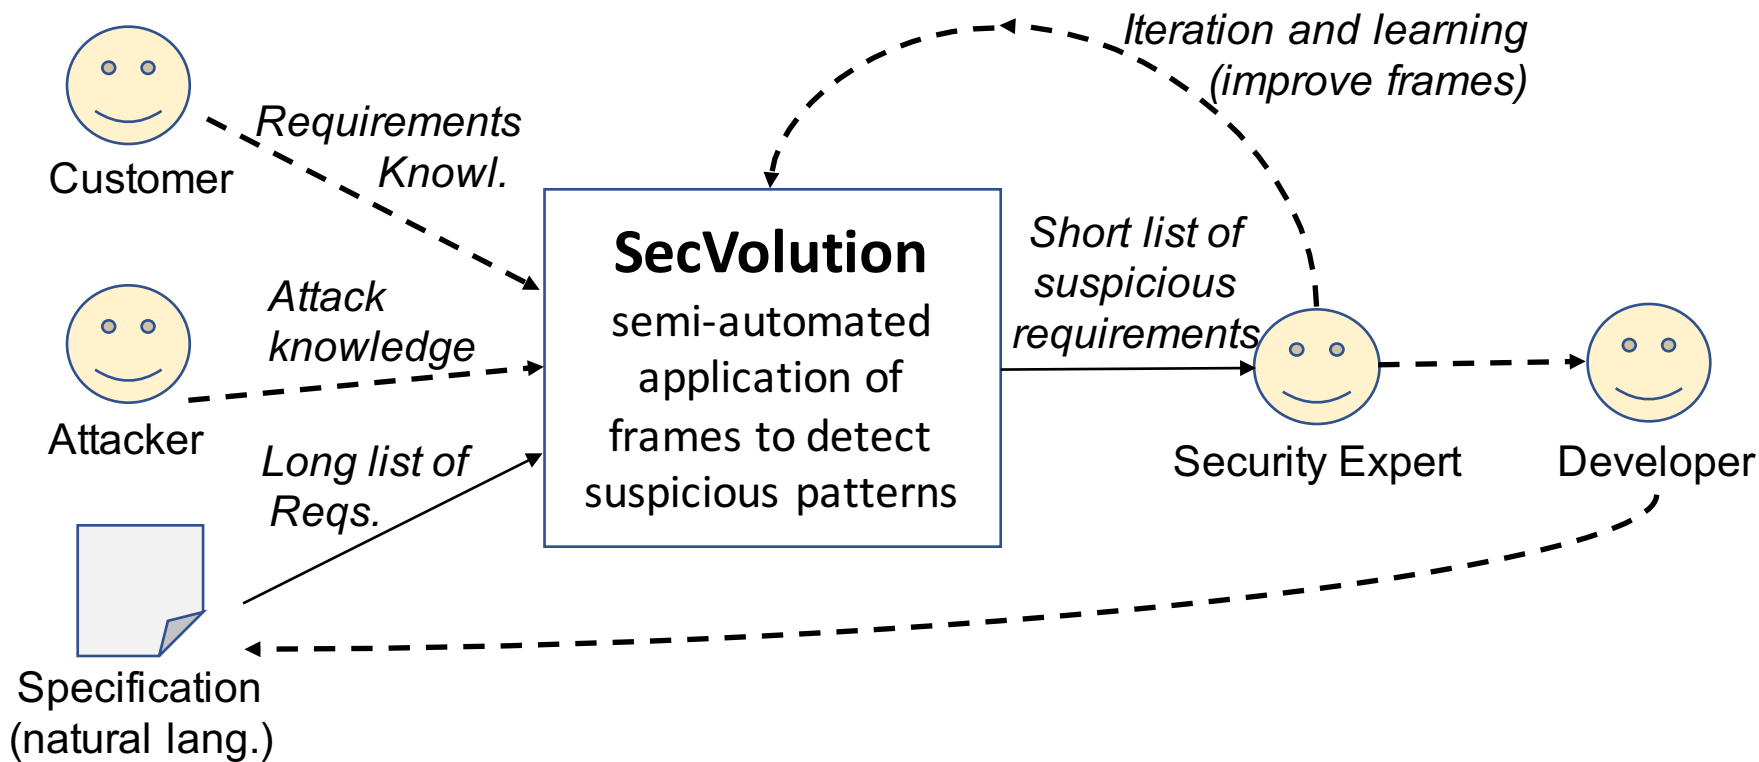 Customer
Requirements
Knowl.
Iteration and learning
(improve frames)
Attack
knowledge
Attacker
Long list of
Reqs.
Specification
(natural lang.)
SecVolution
semi-automated
application of
frames to detect
suspicious patterns
Short list of
suspicious
requirements
Security Expert
Developer